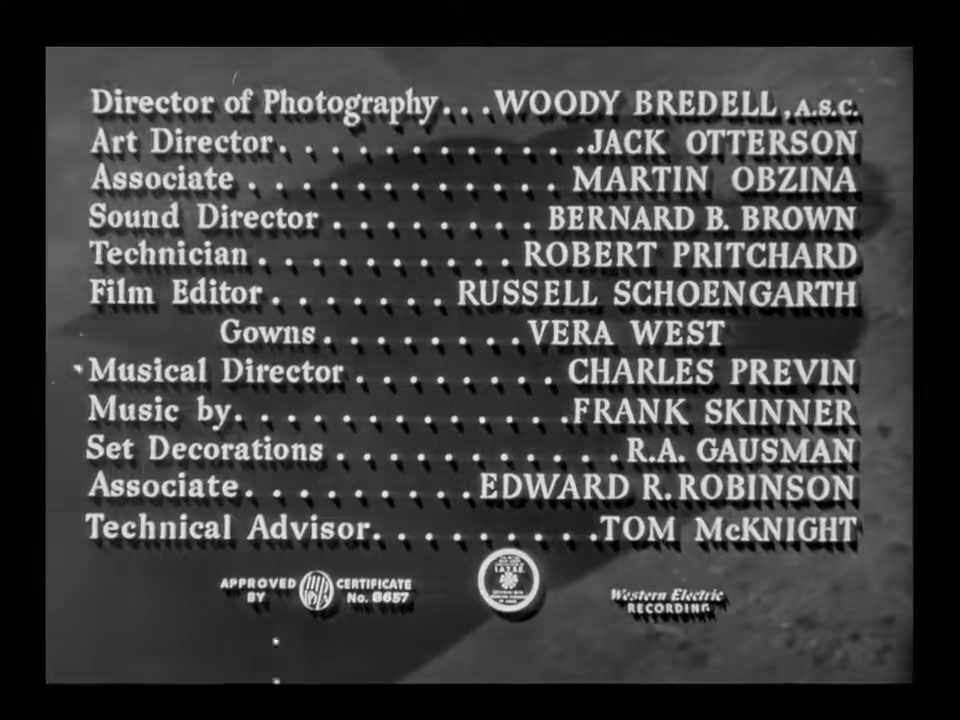 Director of Photography...WOODY BREDELL, A.S.C.
Art Director.............JACK OTTERSON
Associate .............. MARTIN OBZINA
Sound Director ........ BERNARD B. BROWN
Technician ........... ROBERT PRITCHARD
Film Editor....... RUSSELL SCHOENGARTH
Gowns.........VERA WEST
Musical Director ......... CHARLES PREVIN
Music by.............FRANK SKINNER
Set Decorations ...........R.A. GAUSMAN
Associate.........EDWARD R. ROBINSON
Technical Advisor.........TOM McKNIGHT
APPROVED BY
CERTIFICATE No. 8657
I.A.T.S.E.
Western Electric
RECORDING